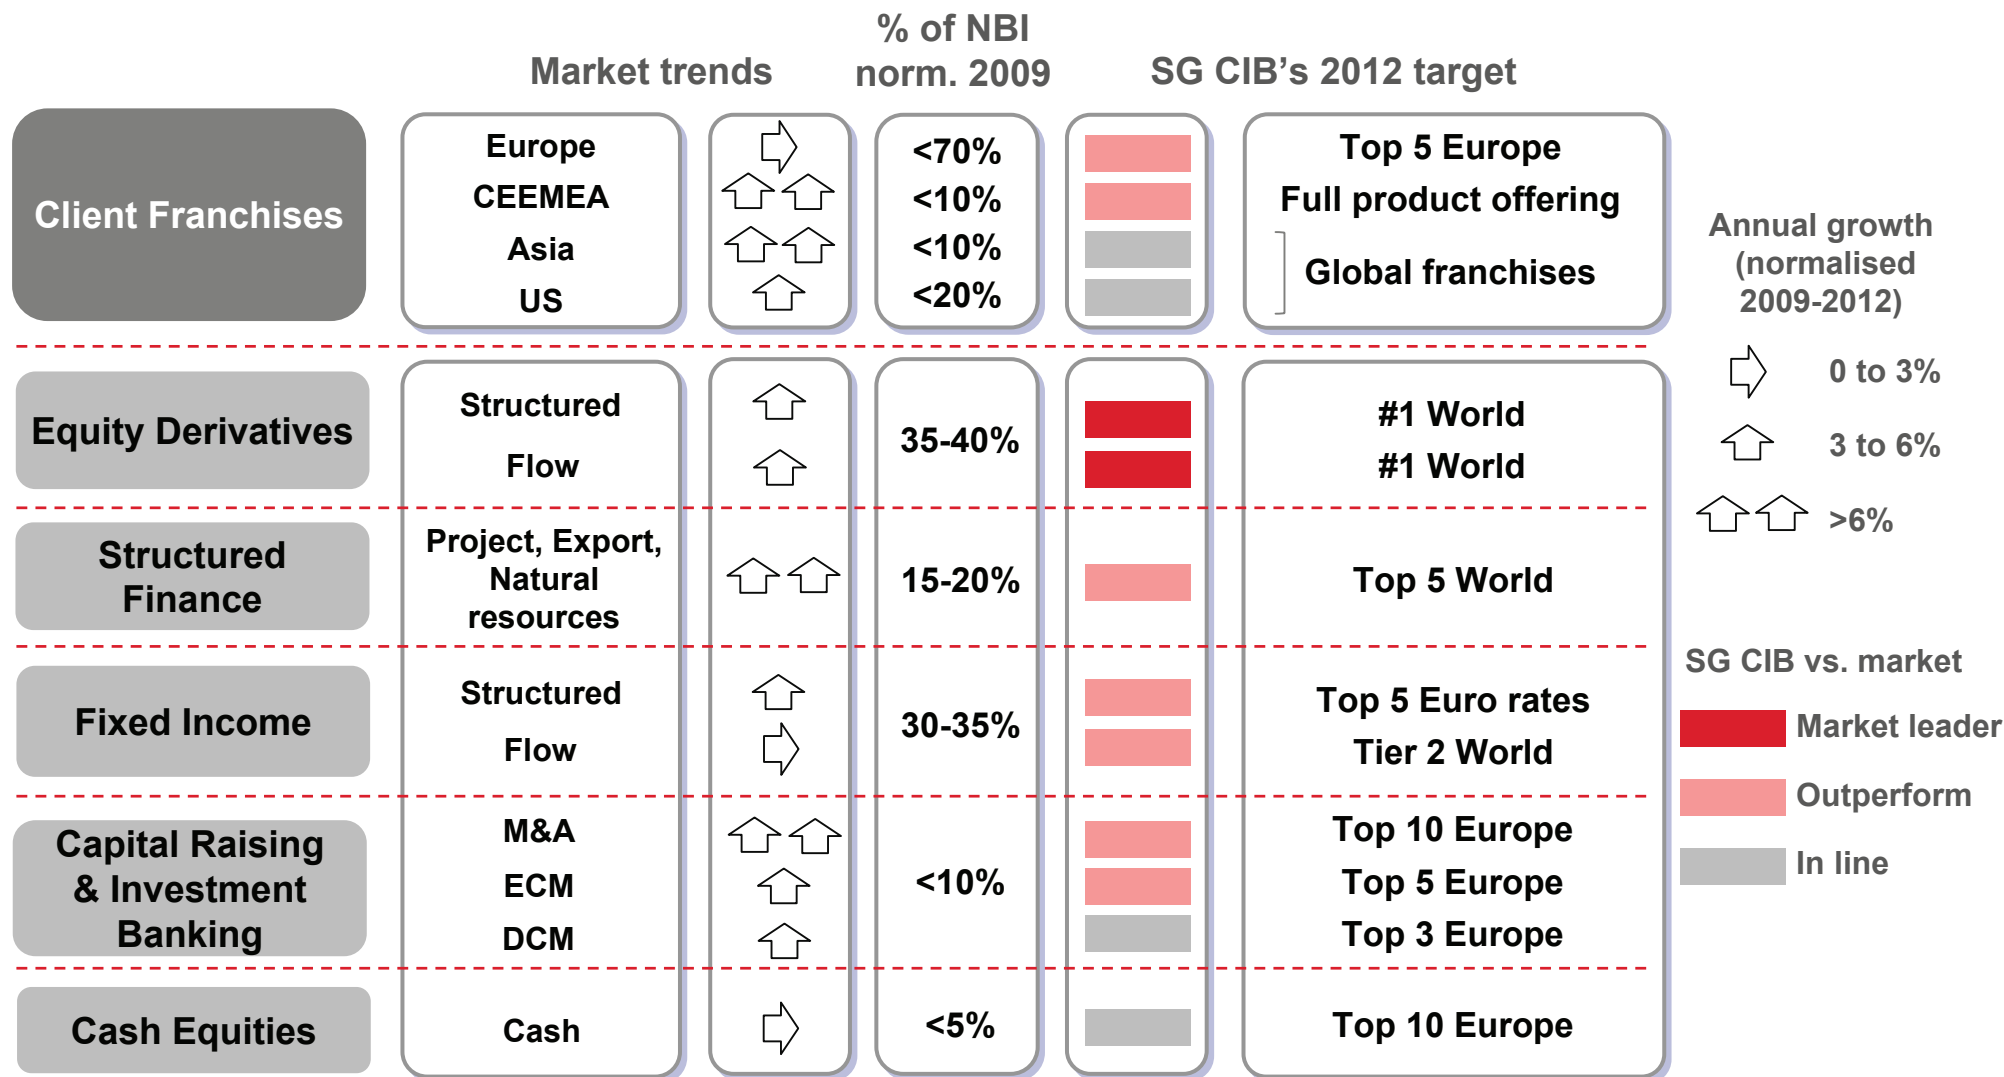 % of NBI
Market trends norm. 2009 SG CIB’s 2012 target
Client Franchises
Europe <70% Top 5 Europe
CEEMEA <10% Full product offering
Asia <10%
Global franchises
US <20%
Annual growth
(normalised
2009-2012)
0 to 3%
3 to 6%
>6%
Equity Derivatives
Structured #1 World
35-40%
Flow #1 World
Structured
Finance
Project, Export,
Natural
resources
15-20% Top 5 World
Fixed Income
Structured Top 5 Euro rates
30-35%
Flow Tier 2 World
SG CIB vs. market
Market leader
Outperform
In line
Capital Raising
& Investment
Banking
M&A Top 10 Europe
ECM <10% Top 5 Europe
DCM Top 3 Europe
Cash Equities
Cash <5% Top 10 Europe